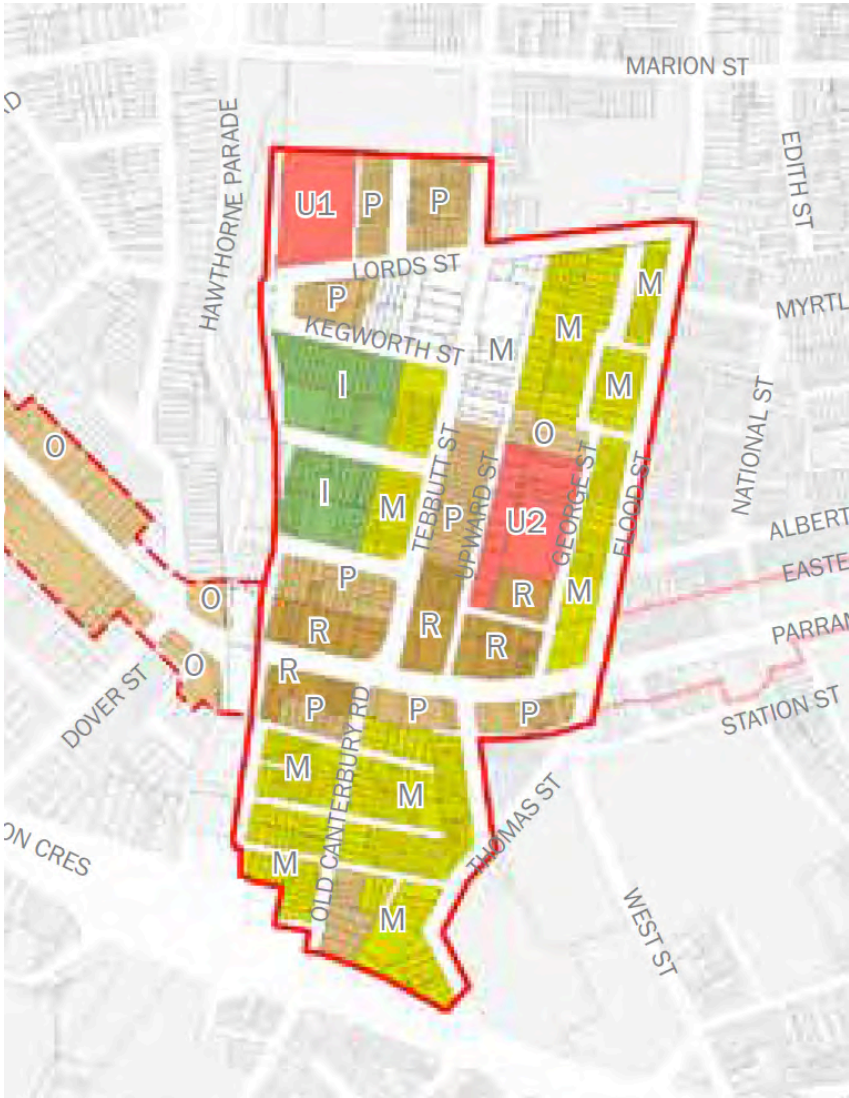 MARION ST
D
HAWTHORNE PARADE
EDITH ST
U1
P
P
LORDS ST
M
MYRTL
P
KEGWORTH ST
M
M
I
M
NATIONAL ST
O
O
TEBBUTT ST
UPWARD ST
GEORGE ST
FLOOD ST
I
M
P
U2
ALBERT
EASTE
P
R
M
O
R
R
R
PARRAM
O
R
DOVER ST
P
P
P
STATION ST
OLD CANTERBURY RD
M
M
THOMAS ST
ON CRES
M
M
WEST ST